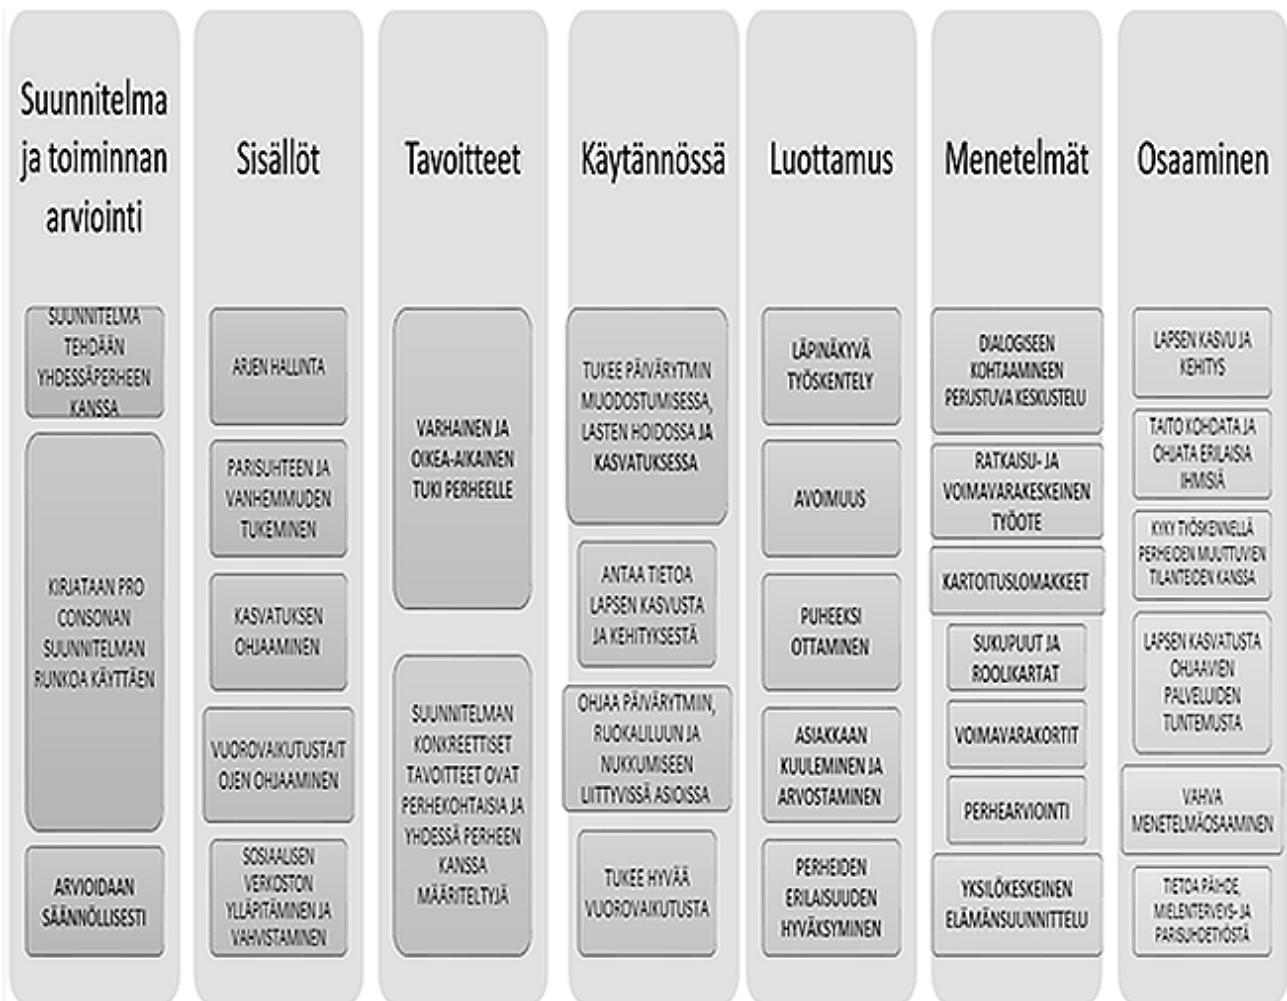 Suunnitelma
ja toiminnan
arviointi
SUUNNITELMA
TEHDÄÄN
YHDESSÄPERHEEN
KANSSA
KIRJATAAN PRO
CONSONAN
SUUNNITELMAN
RUNKOA KÄYTTÄEN
ARVIOIDAAN
SÄÄNNÖLLISESTI
Sisällöt
ARJEN HALLINTA
PARISUHTEEN JA
VANHEMMUDEN
TUKEMINEN
KASVATUKSEN
OHJAAMINEN
VUOROVAIKUTUSTAIT
OJEN OHJAAMINEN
SOSIAALISEN
VERKOSTON
YLLÄPITÄMINEN JA
VAHVISTAMINEN
Tavoitteet
VARHAINEN JA
OIKEA-AIKAINEN
TUKI PERHEELLE
SUUNNITELMAN
KONKREETTISET
TAVOITTEET OVAT
PERHEKOHTAISIA JA
YHDESSÄ PERHEEN
KANSSA
MÄÄRITELTYJÄ
Käytännössä
TUKEE PÄIVÄRYTMIN
MUODOSTUMISESSA,
LASTEN HOIDOSSA JA
KASVATUKSESSA
ANTAA TIETOA
LAPSEN KASVUSTA
JA KEHITYKSESTÄ
OHJAA PÄIVÄRYTMIIN,
RUOKAILUUN JA
NUKKUMISEEN
LIITTYVISSÄ ASIOISSA
TUKEE HYVÄÄ
VUOROVAIKUTUSTA
Luottamus
LÄPINÄKYVÄ
TYÖSKENTELY
AVOIMUUS
PUHEEKSI
OTTAMINEN
ASIAKKAAN
KUULEMINEN JA
ARVOSTAMINEN
PERHEIDEN
ERILAISUUDEN
HYVÄKSYMINEN
Menetelmät
DIALOGISEEN
KOHTAAMINEEN
PERUSTUVA KESKUSTELU
RATKAISU- JA
VOIMAVARAKESKEINEN
TYÖOTE
KARTOITUSLOMAKKEET
SUKUPUUT JA
ROOLIKARTAT
VOIMAVARAKORTIT
PERHEARVIOINTI
YKSILÖKESKEINEN
ELÄMÄNSUUNNITTELU
Osaaminen
LAPSEN KASVU JA
KEHITYS
TAITO KOHDATA JA
OHJATA ERILAISIA
IHMISIÄ
KYKY TYÖSKENNELLÄ
PERHEIDEN MUUTTUVIEN
TILANTEIDEN KANSSA
LAPSEN KASVATUSTA
OHJAAVIEN
PALVELUIDEN
TUNTEMUSTA
VAHVA
MENETELMÄOSAAMINEN
TIETOA PÄIHDE,
MIELENTERVEYS- JA
PARISUHDETYÖSTÄ